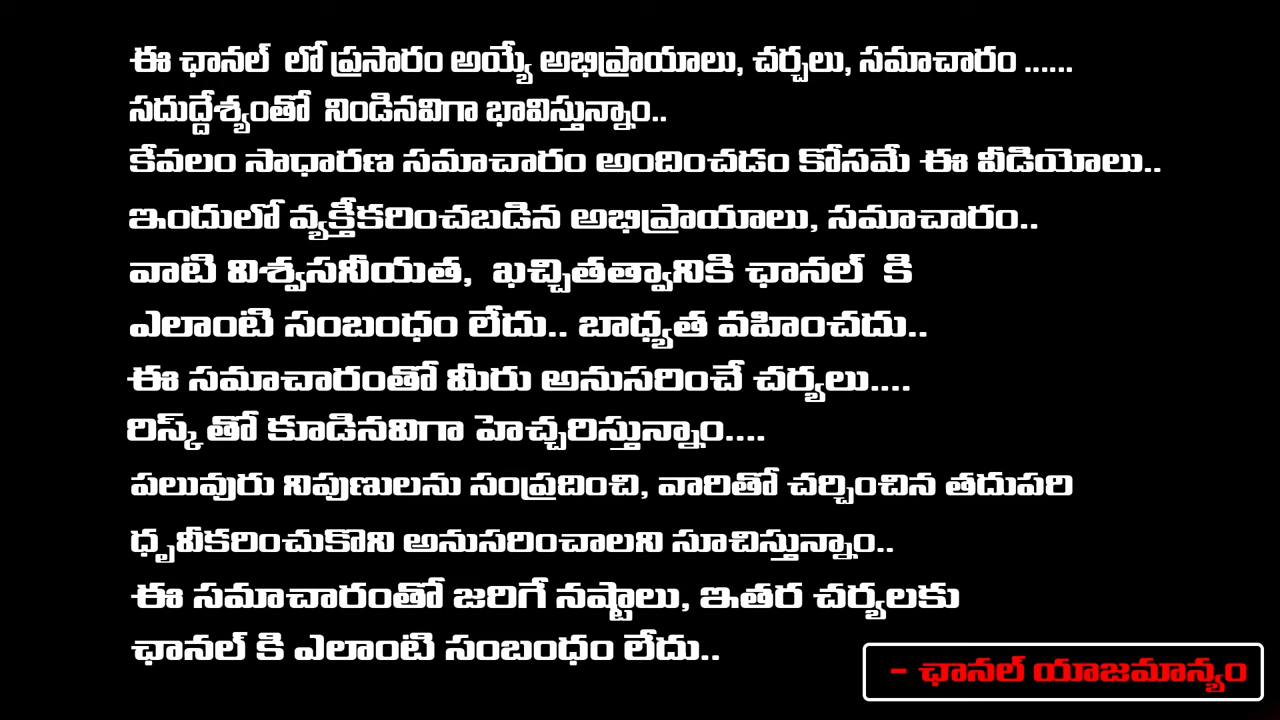 ఈ ఛానల్ లో ప్రసారం అయ్యే అభిప్రాయాలు, చర్చలు, సమాచారం ......
సదుద్దేశ్యంతో నిండినవిగా భావిస్తున్నాం..
కేవలం సాధారణ సమాచారం అందించడం కోసమే ఈ వీడియోలు..
ఇందులో వ్యక్తీకరించబడిన అభిప్రాయాలు, సమాచారం..
వాటి విశ్వసనీయత, ఖచ్చితత్వానికి ఛానల్ కి
ఎలాంటి సంబంధం లేదు.. బాధ్యత వహించదు..
ఈ సమాచారంతో మీరు అనుసరించే చర్యలు....
రిస్క్ తో కూడినవిగా హెచ్చరిస్తున్నాం....
పలువురు నిపుణులను సంప్రదించి, వారితో చర్చించిన తదుపరి
ధృవీకరించుకొని అనుసరించాలని సూచిస్తున్నాం..
ఈ సమాచారంతో జరిగే నష్టాలు, ఇతర చర్యలకు
ఛానల్ కి ఎలాంటి సంబంధం లేదు..
- ఛానల్ యాజమాన్యం